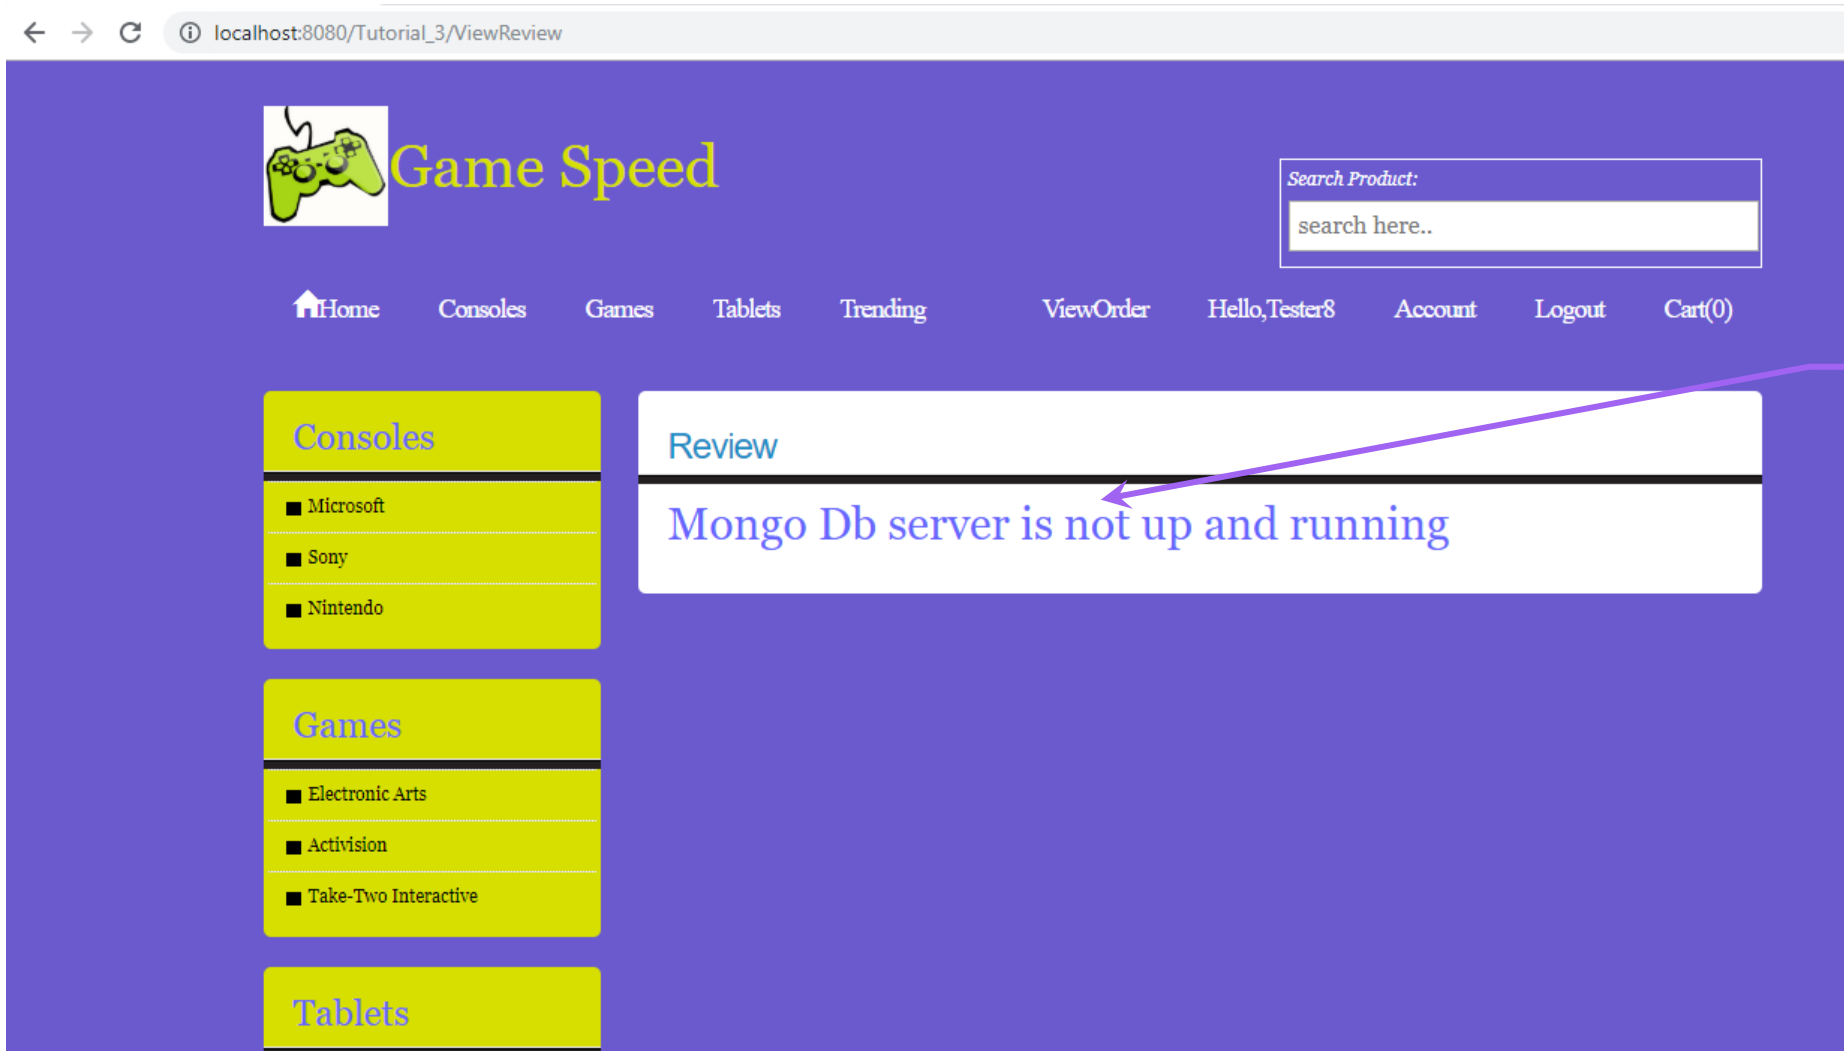 localhost:8080/Tutorial_3/ViewReview
Game Speed
Search Product:
search here..
Home Consoles Games Tablets Trending ViewOrder Hello,Tester8 Account Logout Cart(0)
Consoles
Microsoft
Sony
Nintendo
Review
Mongo Db server is not up and running
Games
Electronic Arts
Activision
Take-Two Interactive
Tablets